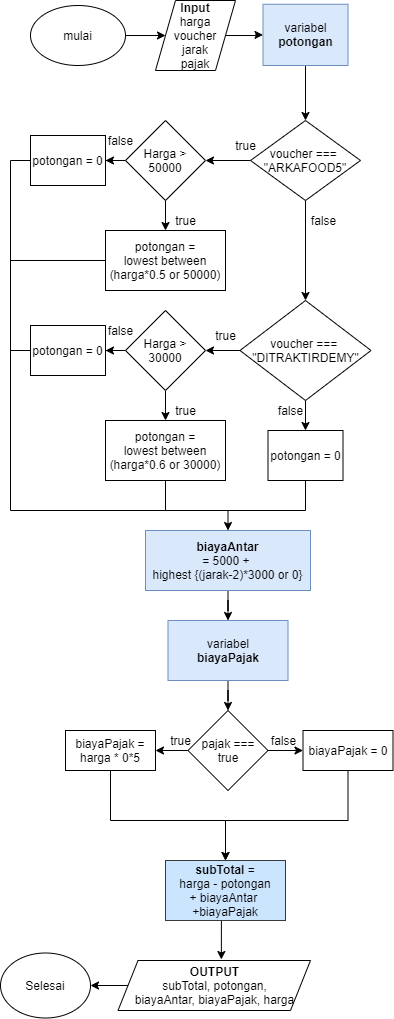 mulai
Input
harga
voucher
jarak
pajak
variabel
potongan
voucher ===
"ARKAFOOD5"
true
Harga >
50000
false
potongan = 0
true
potongan =
lowest between
(harga*0.5 or 50000)
false
voucher ===
"DITRAKTIRDEMY"
true
Harga >
30000
false
potongan = 0
true
potongan =
lowest between
(harga*0.6 or 30000)
false
potongan = 0
biayaAntar
= 5000 +
highest {(jarak-2)*3000 or 0}
variabel
biayaPajak
pajak ===
true
true
biayaPajak =
harga * 0*5
false
biayaPajak = 0
subTotal =
harga - potongan
+ biayaAntar
+biayaPajak
OUTPUT
subTotal, potongan,
biayaAntar, biayaPajak, harga
Selesai